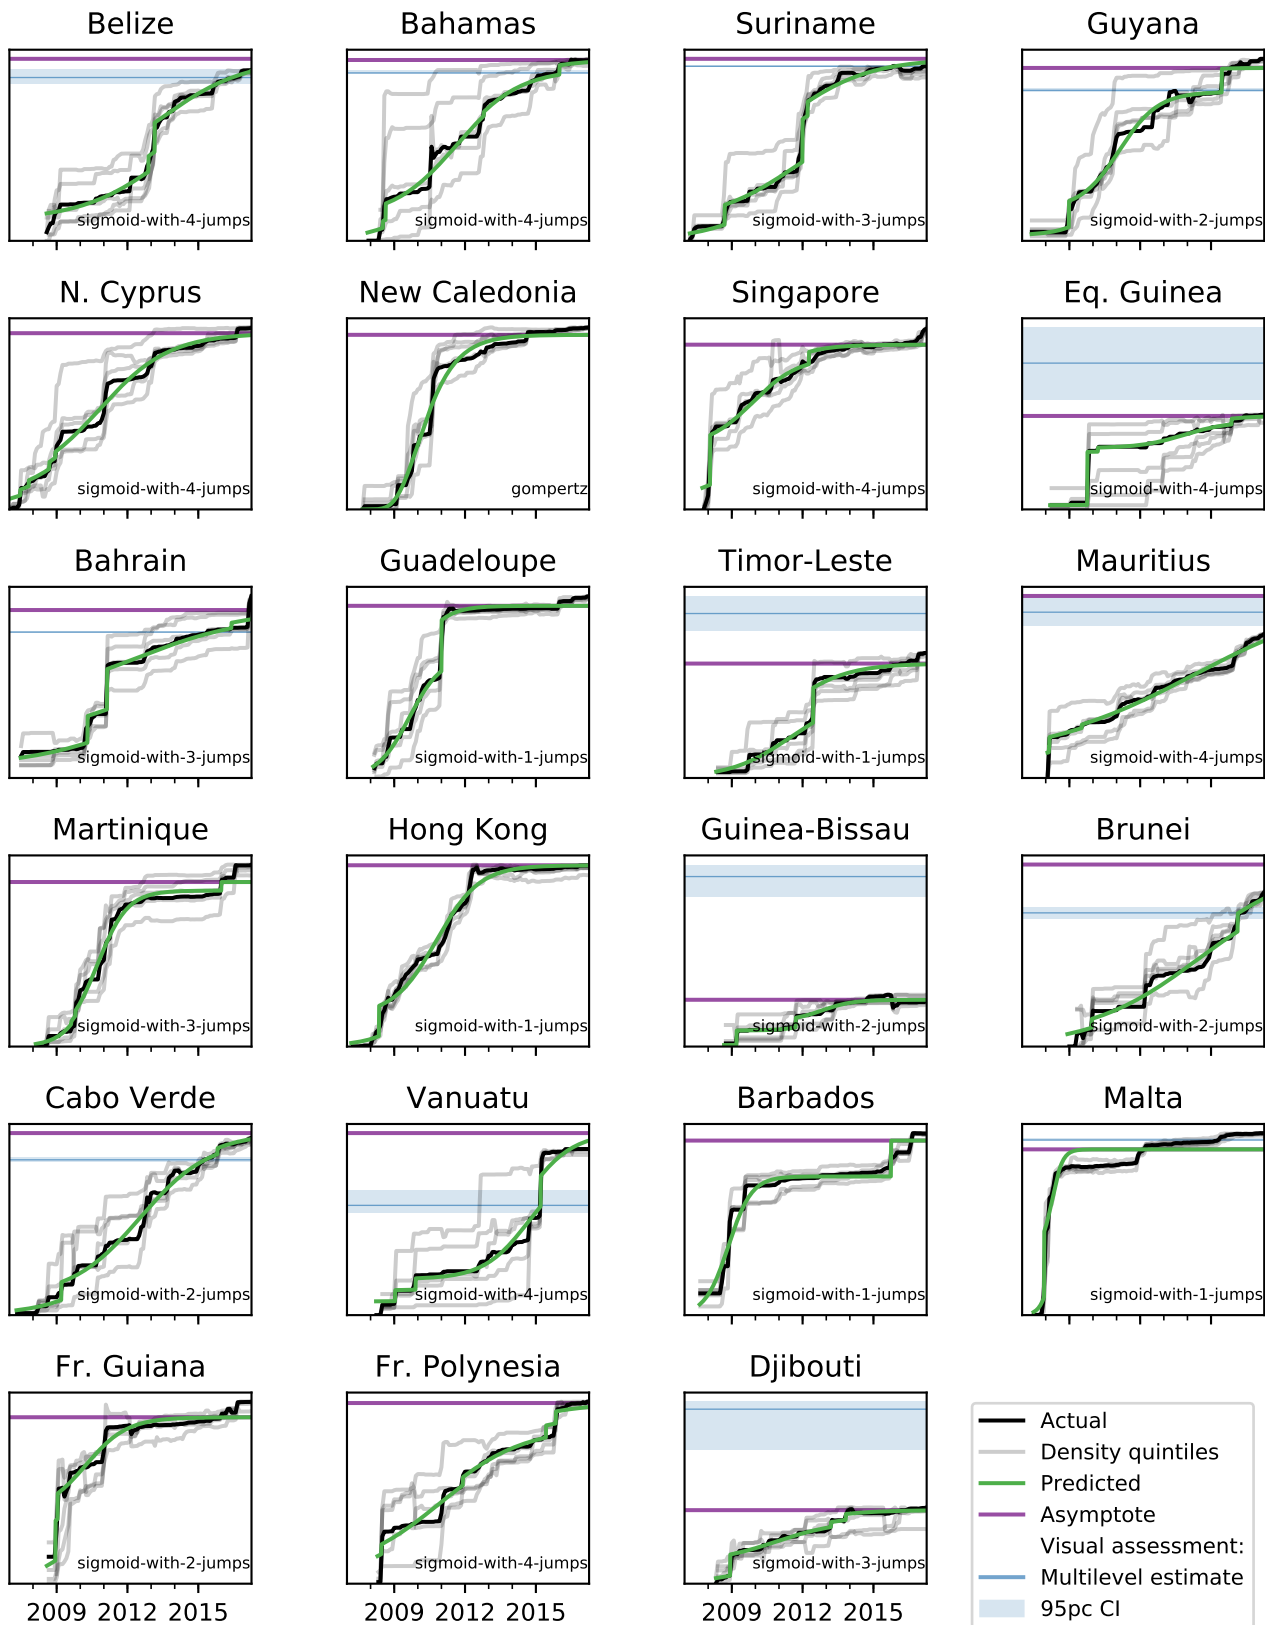 Belize
Bahamas
Suriname
Guyana
sigmoid-with-4-jumps
sigmoid-with-4-jumps
sigmoid-with-3-jumps
sigmoid-with-2-jumps
N. Cyprus
New Caledonia
Singapore
Eq. Guinea
sigmoid-with-4-jumps
gompertz
sigmoid-with-4-jumps
sigmoid-with-4-jumps
Bahrain
Guadeloupe
Timor-Leste
Mauritius
sigmoid-with-3-jumps
sigmoid-with-1-jumps
sigmoid-with-1-jumps
sigmoid-with-4-jumps
Martinique
Hong Kong
Guinea-Bissau
Brunei
sigmoid-with-3-jumps
sigmoid-with-1-jumps
sigmoid-with-2-jumps
sigmoid-with-2-jumps
Cabo Verde
Vanuatu
Barbados
Malta
sigmoid-with-2-jumps
sigmoid-with-4-jumps
sigmoid-with-1-jumps
sigmoid-with-1-jumps
Fr. Guiana
Fr. Polynesia
Djibouti
sigmoid-with-2-jumps
sigmoid-with-4-jumps
sigmoid-with-3-jumps
2009 2012 2015
2009 2012 2015
2009 2012 2015
Actual
Density quintiles
Predicted
Asymptote
Visual assessment:
Multilevel estimate
95pc CI